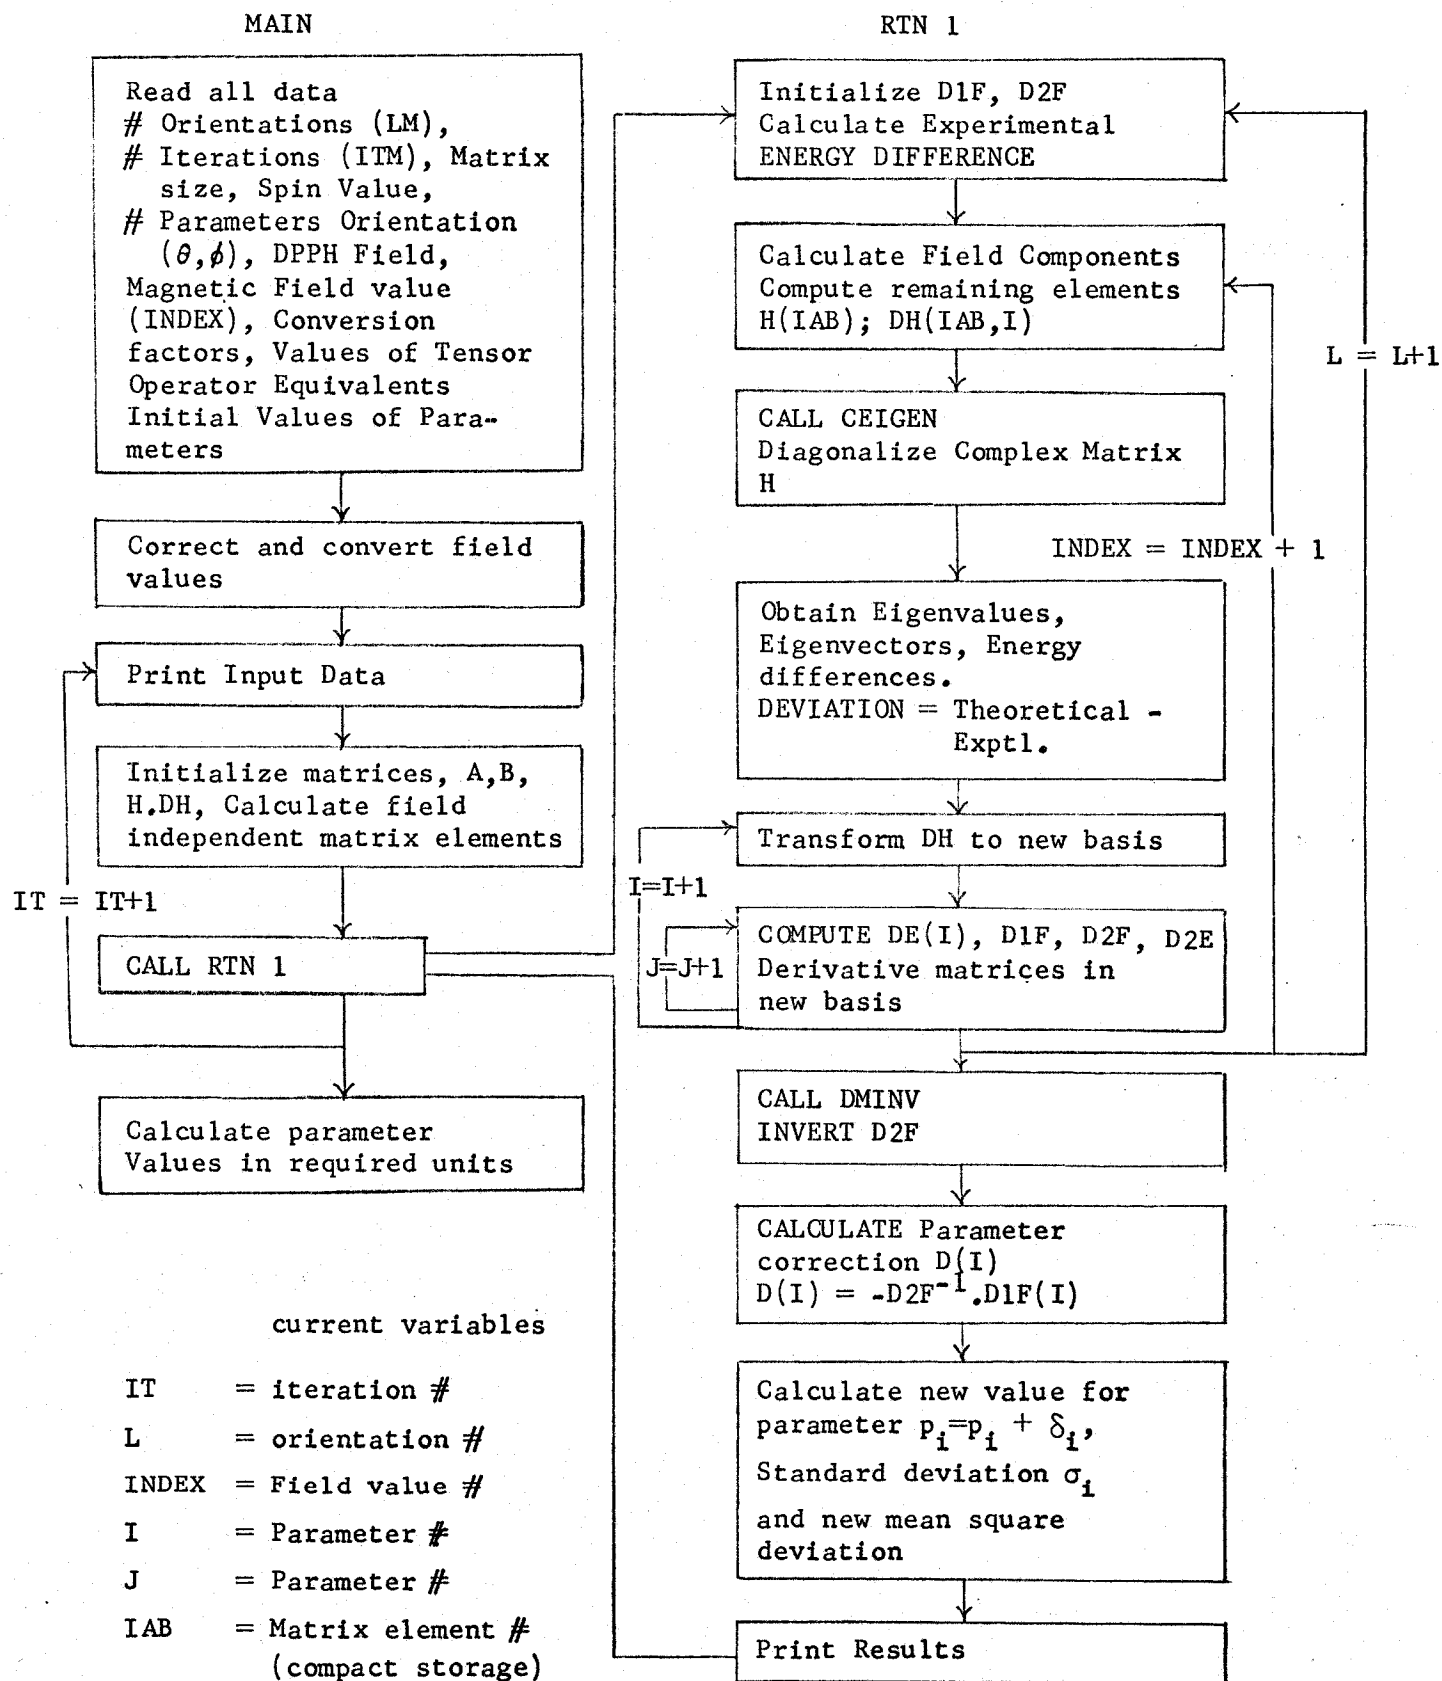 MAIN
Read all data
# Orientations (LM),
# Iterations (ITM), Matrix
size, Spin Value,
# Parameters Orientation
(θ,ϕ), DPPH Field,
Magnetic Field value
(INDEX), Conversion
factors, Values of Tensor
Operator Equivalents
Initial Values of Para-
meters
Correct and convert field
values
Print Input Data
Initialize matrices, A,B,
H.DH, Calculate field
independent matrix elements
IT = IT+1
CALL RTN 1
Calculate parameter
Values in required units
RTN 1
Initialize D1F, D2F
Calculate Experimental
ENERGY DIFFERENCE
Calculate Field Components
Compute remaining elements
H(IAB); DH(IAB,I)
L = L+1
CALL CEIGEN
Diagonalize Complex Matrix
H
INDEX = INDEX + 1
Obtain Eigenvalues,
Eigenvectors, Energy
differences.
DEVIATION = Theoretical -
Exptl.
Transform DH to new basis
I=I+1
COMPUTE DE(I), D1F, D2F, D2E
Derivative matrices in
new basis
J=J+1
CALL DMINV
INVERT D2F
CALCULATE Parameter
correction D(I)
D(I) = -D2F⁻¹.D1F(I)
Calculate new value for
parameter pᵢ=pᵢ + δᵢ,
Standard deviation σᵢ
and new mean square
deviation
Print Results
current variables
IT = iteration #
L = orientation #
INDEX = Field value #
I = Parameter #
J = Parameter #
IAB = Matrix element #
(compact storage)